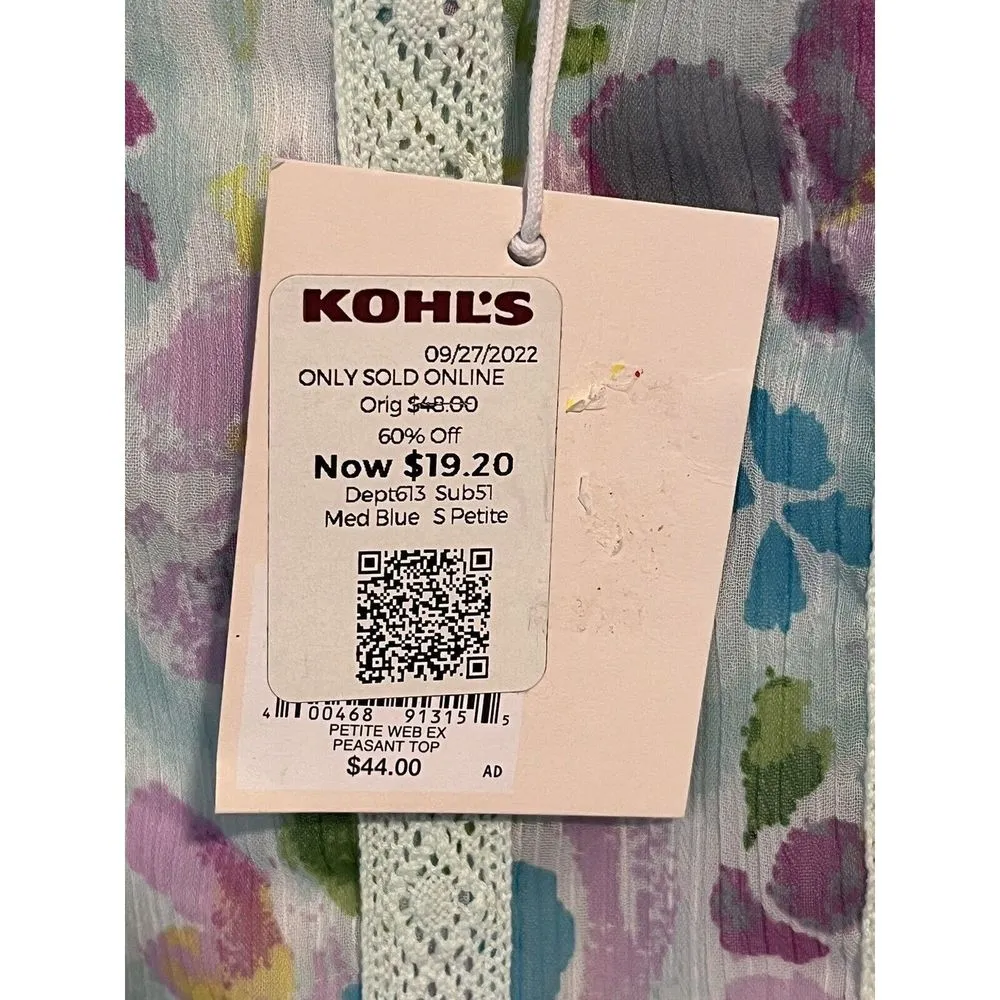 KOHL'S
09/27/2022
ONLY SOLD ONLINE
Orig $48.00
60% Off
Now $19.20
Dept613 Sub51
Med Blue S Petite
4 00468 91315 5
PETITE WEB EX
PEASANT TOP
$44.00
AD